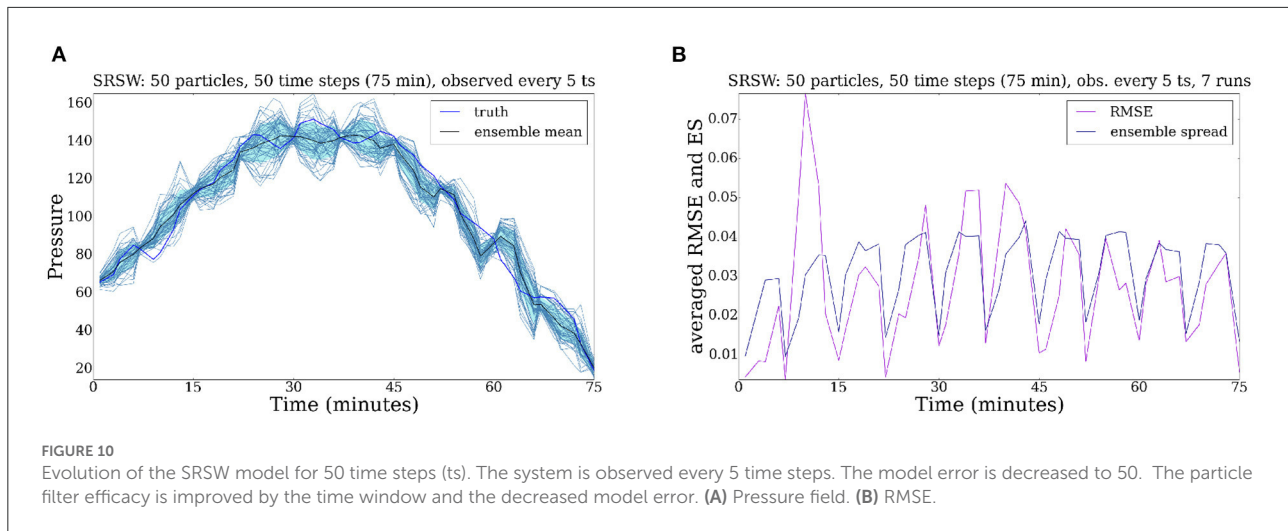 A
SRSW: 50 particles, 50 time steps (75 min), observed every 5 ts
truth
ensemble mean
Pressure
160
140
120
100
80
60
40
20
0
15
30
45
60
75
Time (minutes)
B
SRSW: 50 particles, 50 time steps (75 min), obs. every 5 ts, 7 runs
RMSE
ensemble spread
averaged RMSE and ES
0.07
0.06
0.05
0.04
0.03
0.02
0.01
0
15
30
45
60
75
Time (minutes)
FIGURE 10
Evolution of the SRSW model for 50 time steps (ts). The system is observed every 5 time steps. The model error is decreased to 50. The particle
filter efficacy is improved by the time window and the decreased model error. (A) Pressure field. (B) RMSE.